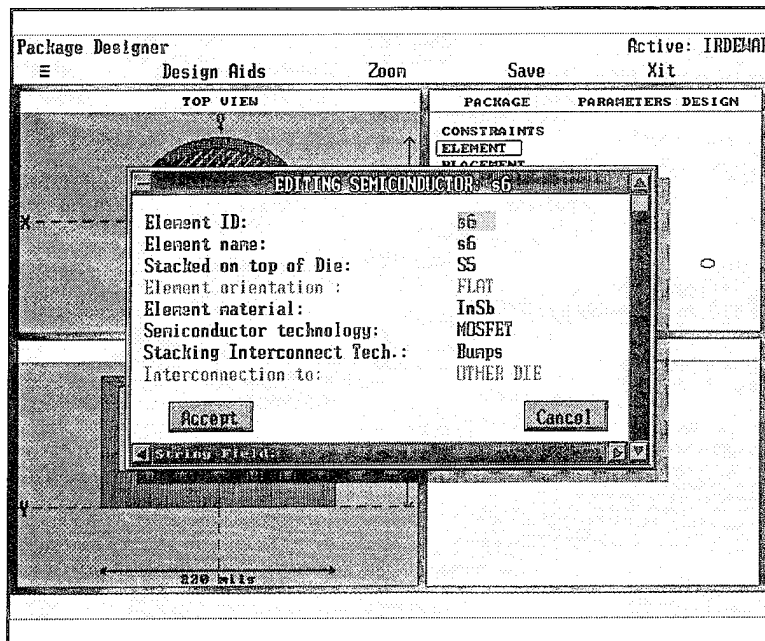 Package Designer Active: IRDEWAR
≡ Design Aids Zoom Save Xit
TOP VIEW
PACKAGE PARAMETERS DESIGN
CONSTRAINTS
ELEMENT
PLACEMENT
EDITING SEMICONDUCTOR: s6
X
Element ID: s6
Element name: s6
Stacked on top of Die: S5
Element orientation : FLAT
Element material: InSb
Semiconductor technology: MOSFET
Stacking Interconnect Tech.: Bumps
Interconnection to: OTHER DIE
Accept Cancel
String Field:
Y
220 mils